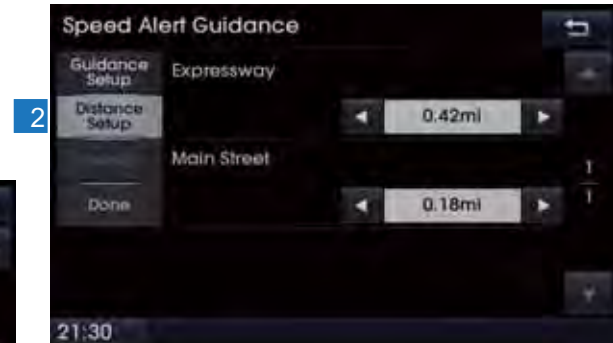 Speed Alert Guidance
Guidance
Setup
Expressway
2
Distance
Setup
0.42mi
Main Street
1
1
Done
0.18mi
21:30